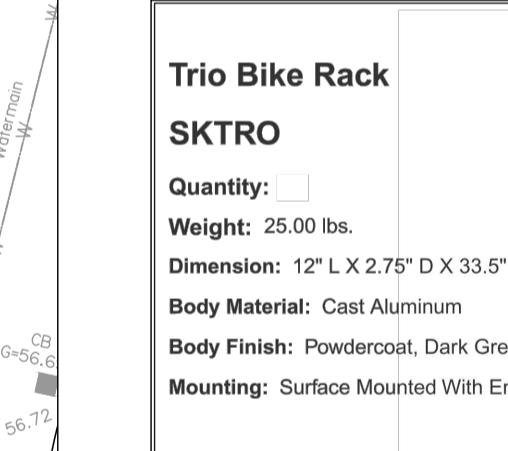 Trio Bike Rack
SKTRO
Quantity:
Weight: 25.00 lbs.
Dimension: 12" L X 2.75" D X 33.5"
Body Material: Cast Aluminum
Body Finish: Powdercoat, Dark Gre
Mounting: Surface Mounted With Er
W
Watermain
W
CB
G=56.6
56.72